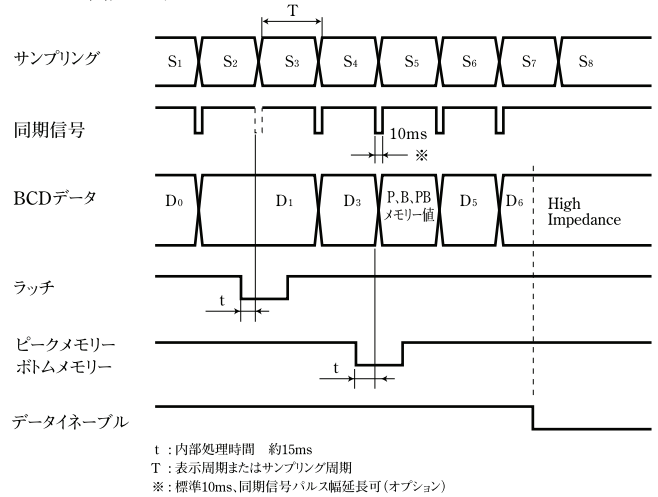 T
サンプリング S1 S2 S3 S4 S5 S6 S7 S8
同期信号 10ms
※
BCDデータ D0 D1 D3 P、B、PB メモリー値 D5 D6 High Impedance
ラッチ
t
ピークメモリー
ボトムメモリー
t
データイネーブル
t：内部処理時間　約15ms
T：表示周期またはサンプリング周期
※：標準10ms、同期信号パルス幅延長可（オプション）